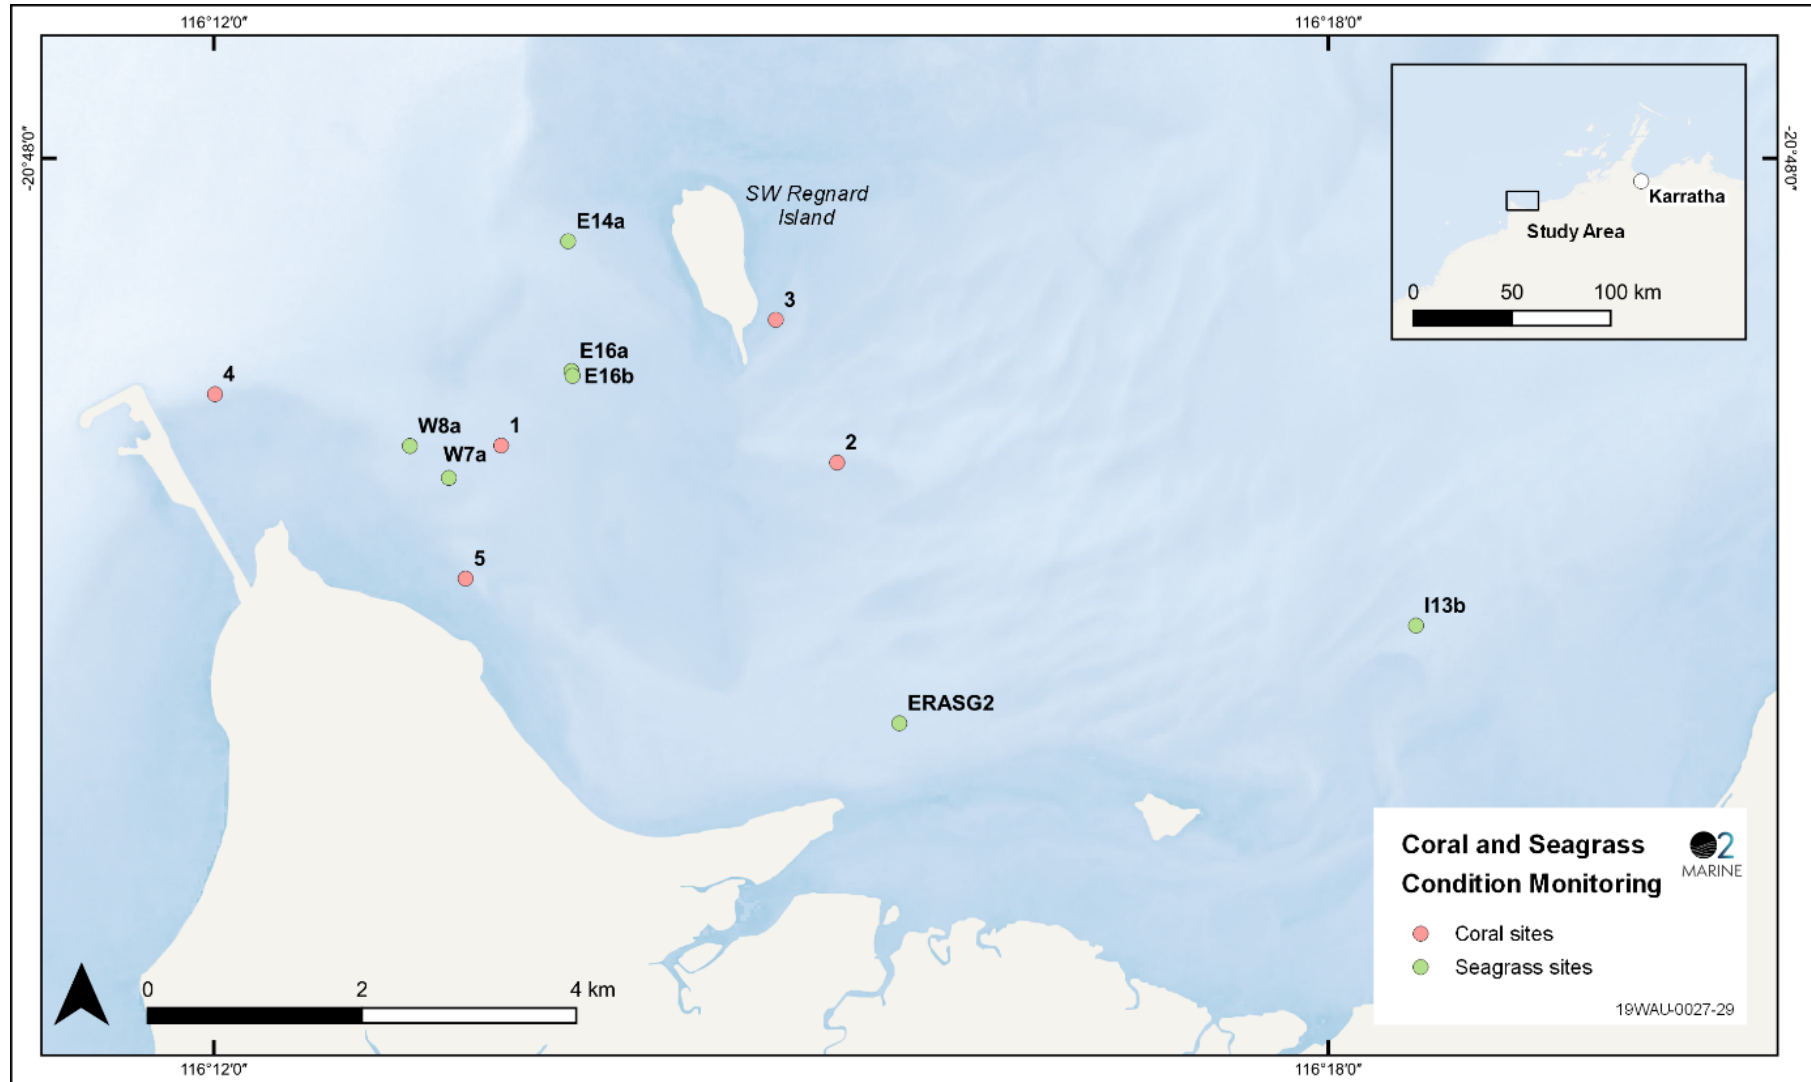 116°12′0″
116°18′0″
-20°48′0″
-20°48′0″
SW Regnard
Island
E14a
3
E16a
E16b
4
W8a
1
W7a
2
5
I13b
ERASG2
Karratha
Study Area
0 50 100 km
Coral and Seagrass
Condition Monitoring
O2
MARINE
Coral sites
Seagrass sites
19WAU-0027-29
0 2 4 km
116°12′0″
116°18′0″